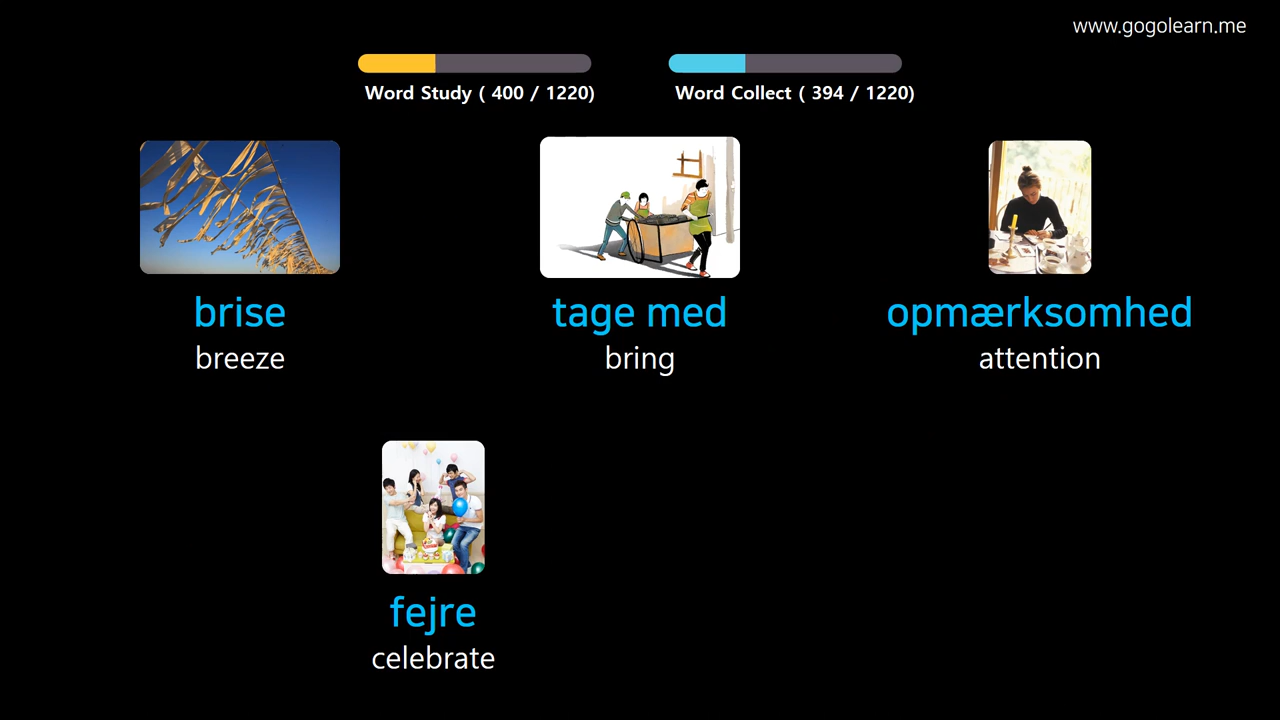 www.gogolearn.me
Word Study ( 400 / 1220)
Word Collect ( 394 / 1220)
brise
breeze
tage med
bring
opmærksomhed
attention
fejre
celebrate